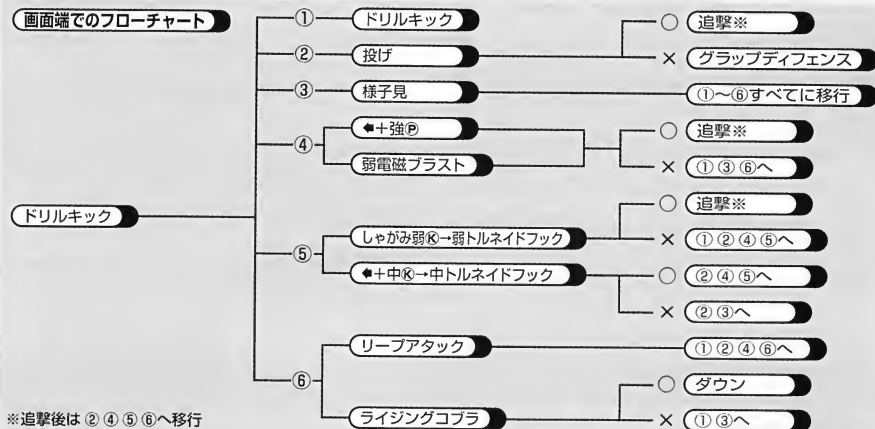 画面端でのフローチャート
ドリルキック
① ドリルキック
② 投げ
○ 追撃※
× グラップディフェンス
③ 様子見
①～⑥すべてに移行
④
←+強Ⓟ
弱電磁ブラスト
○ 追撃※
× ①③⑥へ
⑤
しゃがみ弱Ⓚ→弱トルネイドフック
○ 追撃※
× ①②④⑤へ
←+中Ⓚ→中トルネイドフック
○ ②④⑤へ
× ②③へ
⑥
リープアタック
①②④⑥へ
ライジングコブラ
○ ダウン
× ①③へ
※追撃後は②④⑤⑥へ移行